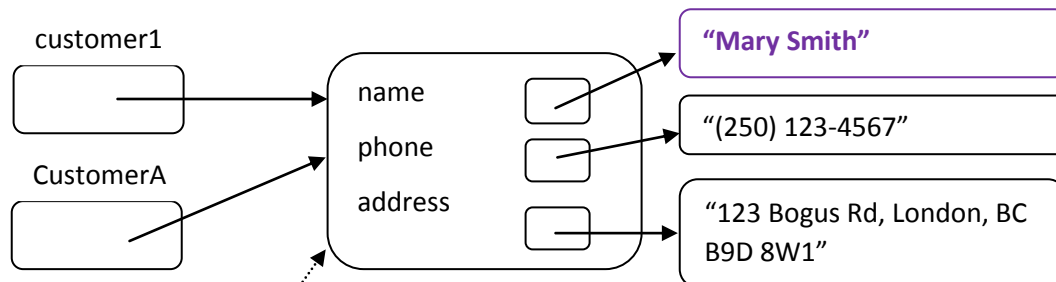 customer1
CustomerA
name
phone
address
“Mary Smith”
“(250) 123-4567”
“123 Bogus Rd, London, BC
B9D 8W1”